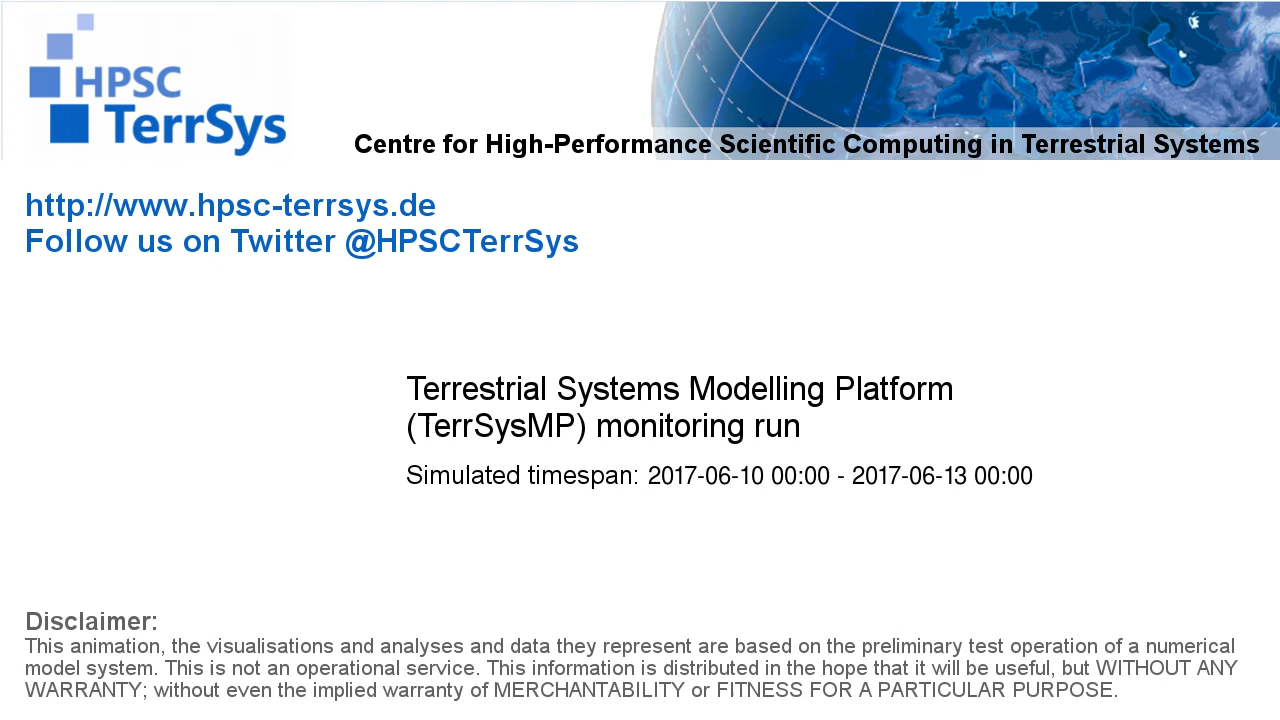 HPSC
TerrSys
Centre for High-Performance Scientific Computing in Terrestrial Systems
http://www.hpsc-terrsys.de
Follow us on Twitter @HPSCTerrSys
Terrestrial Systems Modelling Platform
(TerrSysMP) monitoring run
Simulated timespan: 2017-06-10 00:00 - 2017-06-13 00:00
Disclaimer:
This animation, the visualisations and analyses and data they represent are based on the preliminary test operation of a numerical
model system. This is not an operational service. This information is distributed in the hope that it will be useful, but WITHOUT ANY
WARRANTY; without even the implied warranty of MERCHANTABILITY or FITNESS FOR A PARTICULAR PURPOSE.